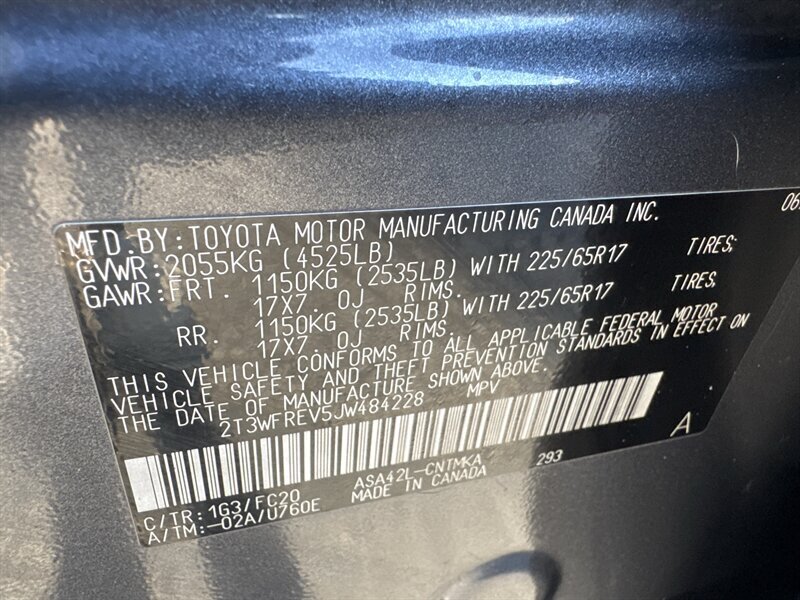 MFD. BY: TOYOTA MOTOR MANUFACTURING CANADA INC. 06
GVWR: 2055KG (4525LB)
GAWR: FRT. 1150KG (2535LB) WITH 225/65R17 TIRES;
17X7.0J RIMS.
RR. 1150KG (2535LB) WITH 225/65R17 TIRES,
17X7.0J RIMS.
THIS VEHICLE CONFORMS TO ALL APPLICABLE FEDERAL MOTOR
VEHICLE SAFETY AND THEFT PREVENTION STANDARDS IN EFFECT ON
THE DATE OF MANUFACTURE SHOWN ABOVE.
2T3WFREV5JW484228 MPV
A
C/TR: 1G3/FC20 ASA42L-CNTMKA 293
A/TM:-02A/U760E MADE IN CANADA